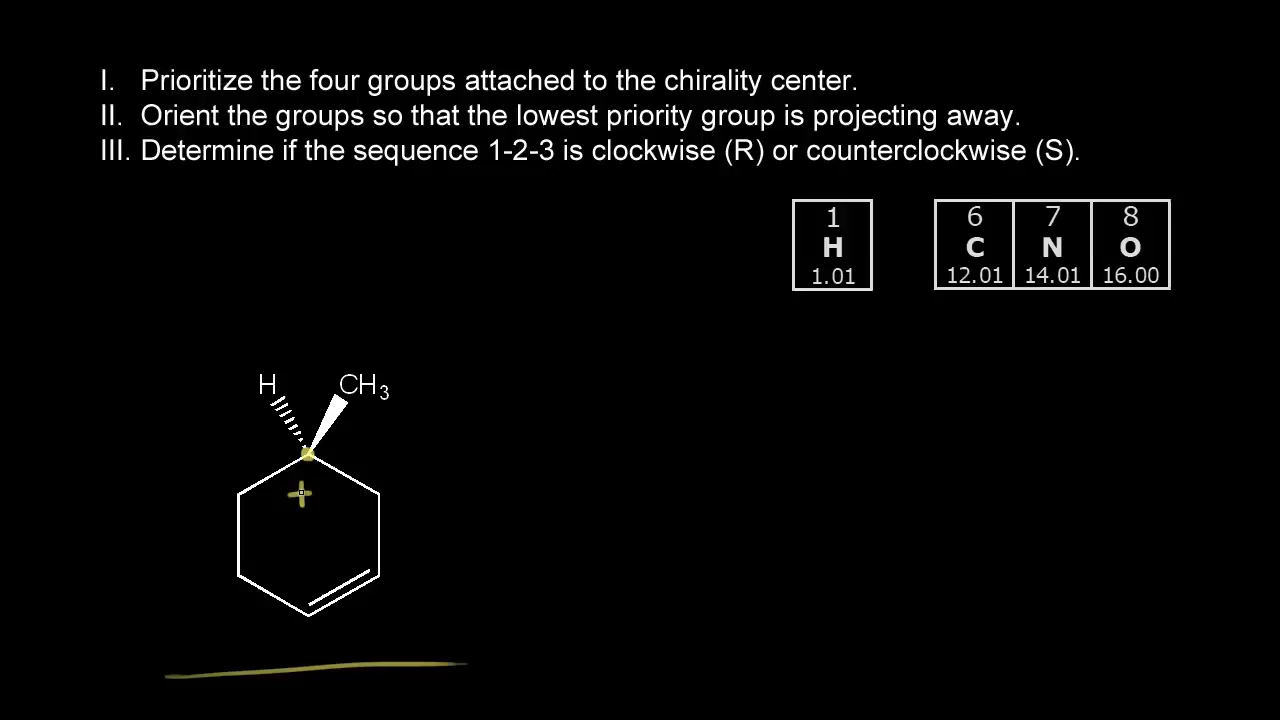 I. Prioritize the four groups attached to the chirality center.
II. Orient the groups so that the lowest priority group is projecting away.
III. Determine if the sequence 1-2-3 is clockwise (R) or counterclockwise (S).
1 6 7 8
H C N O
1.01 12.01 14.01 16.00
H CH3